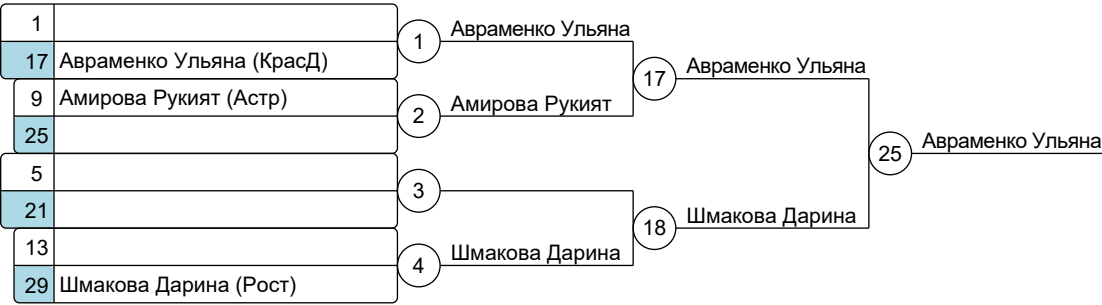 1
17 Авраменко Ульяна (КрасД)
9 Амирова Рукият (Астр)
25
5
21
13
29 Шмакова Дарина (Рост)
1 Авраменко Ульяна
2 Амирова Рукият
3
4 Шмакова Дарина
17 Авраменко Ульяна
18 Шмакова Дарина
25 Авраменко Ульяна